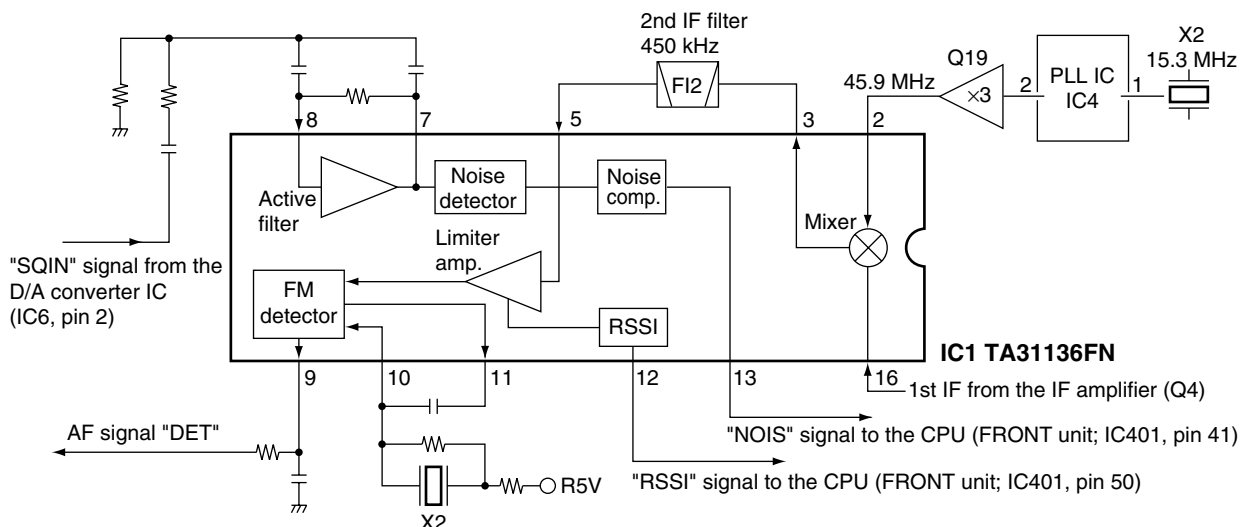 2nd IF filter
450 kHz
FI2
X2
15.3 MHz
Q19
PLL IC
IC4
45.9 MHz
×3
2
1
8
7
5
3
2
Active
filter
Noise
detector
Noise
comp.
Mixer
Limiter
amp.
"SQIN" signal from the
D/A converter IC
(IC6, pin 2)
FM
detector
RSSI
IC1 TA31136FN
9
10
11
12
13
16
1st IF from the IF amplifier (Q4)
AF signal "DET"
"NOIS" signal to the CPU (FRONT unit; IC401, pin 41)
"RSSI" signal to the CPU (FRONT unit; IC401, pin 50)
R5V
X2